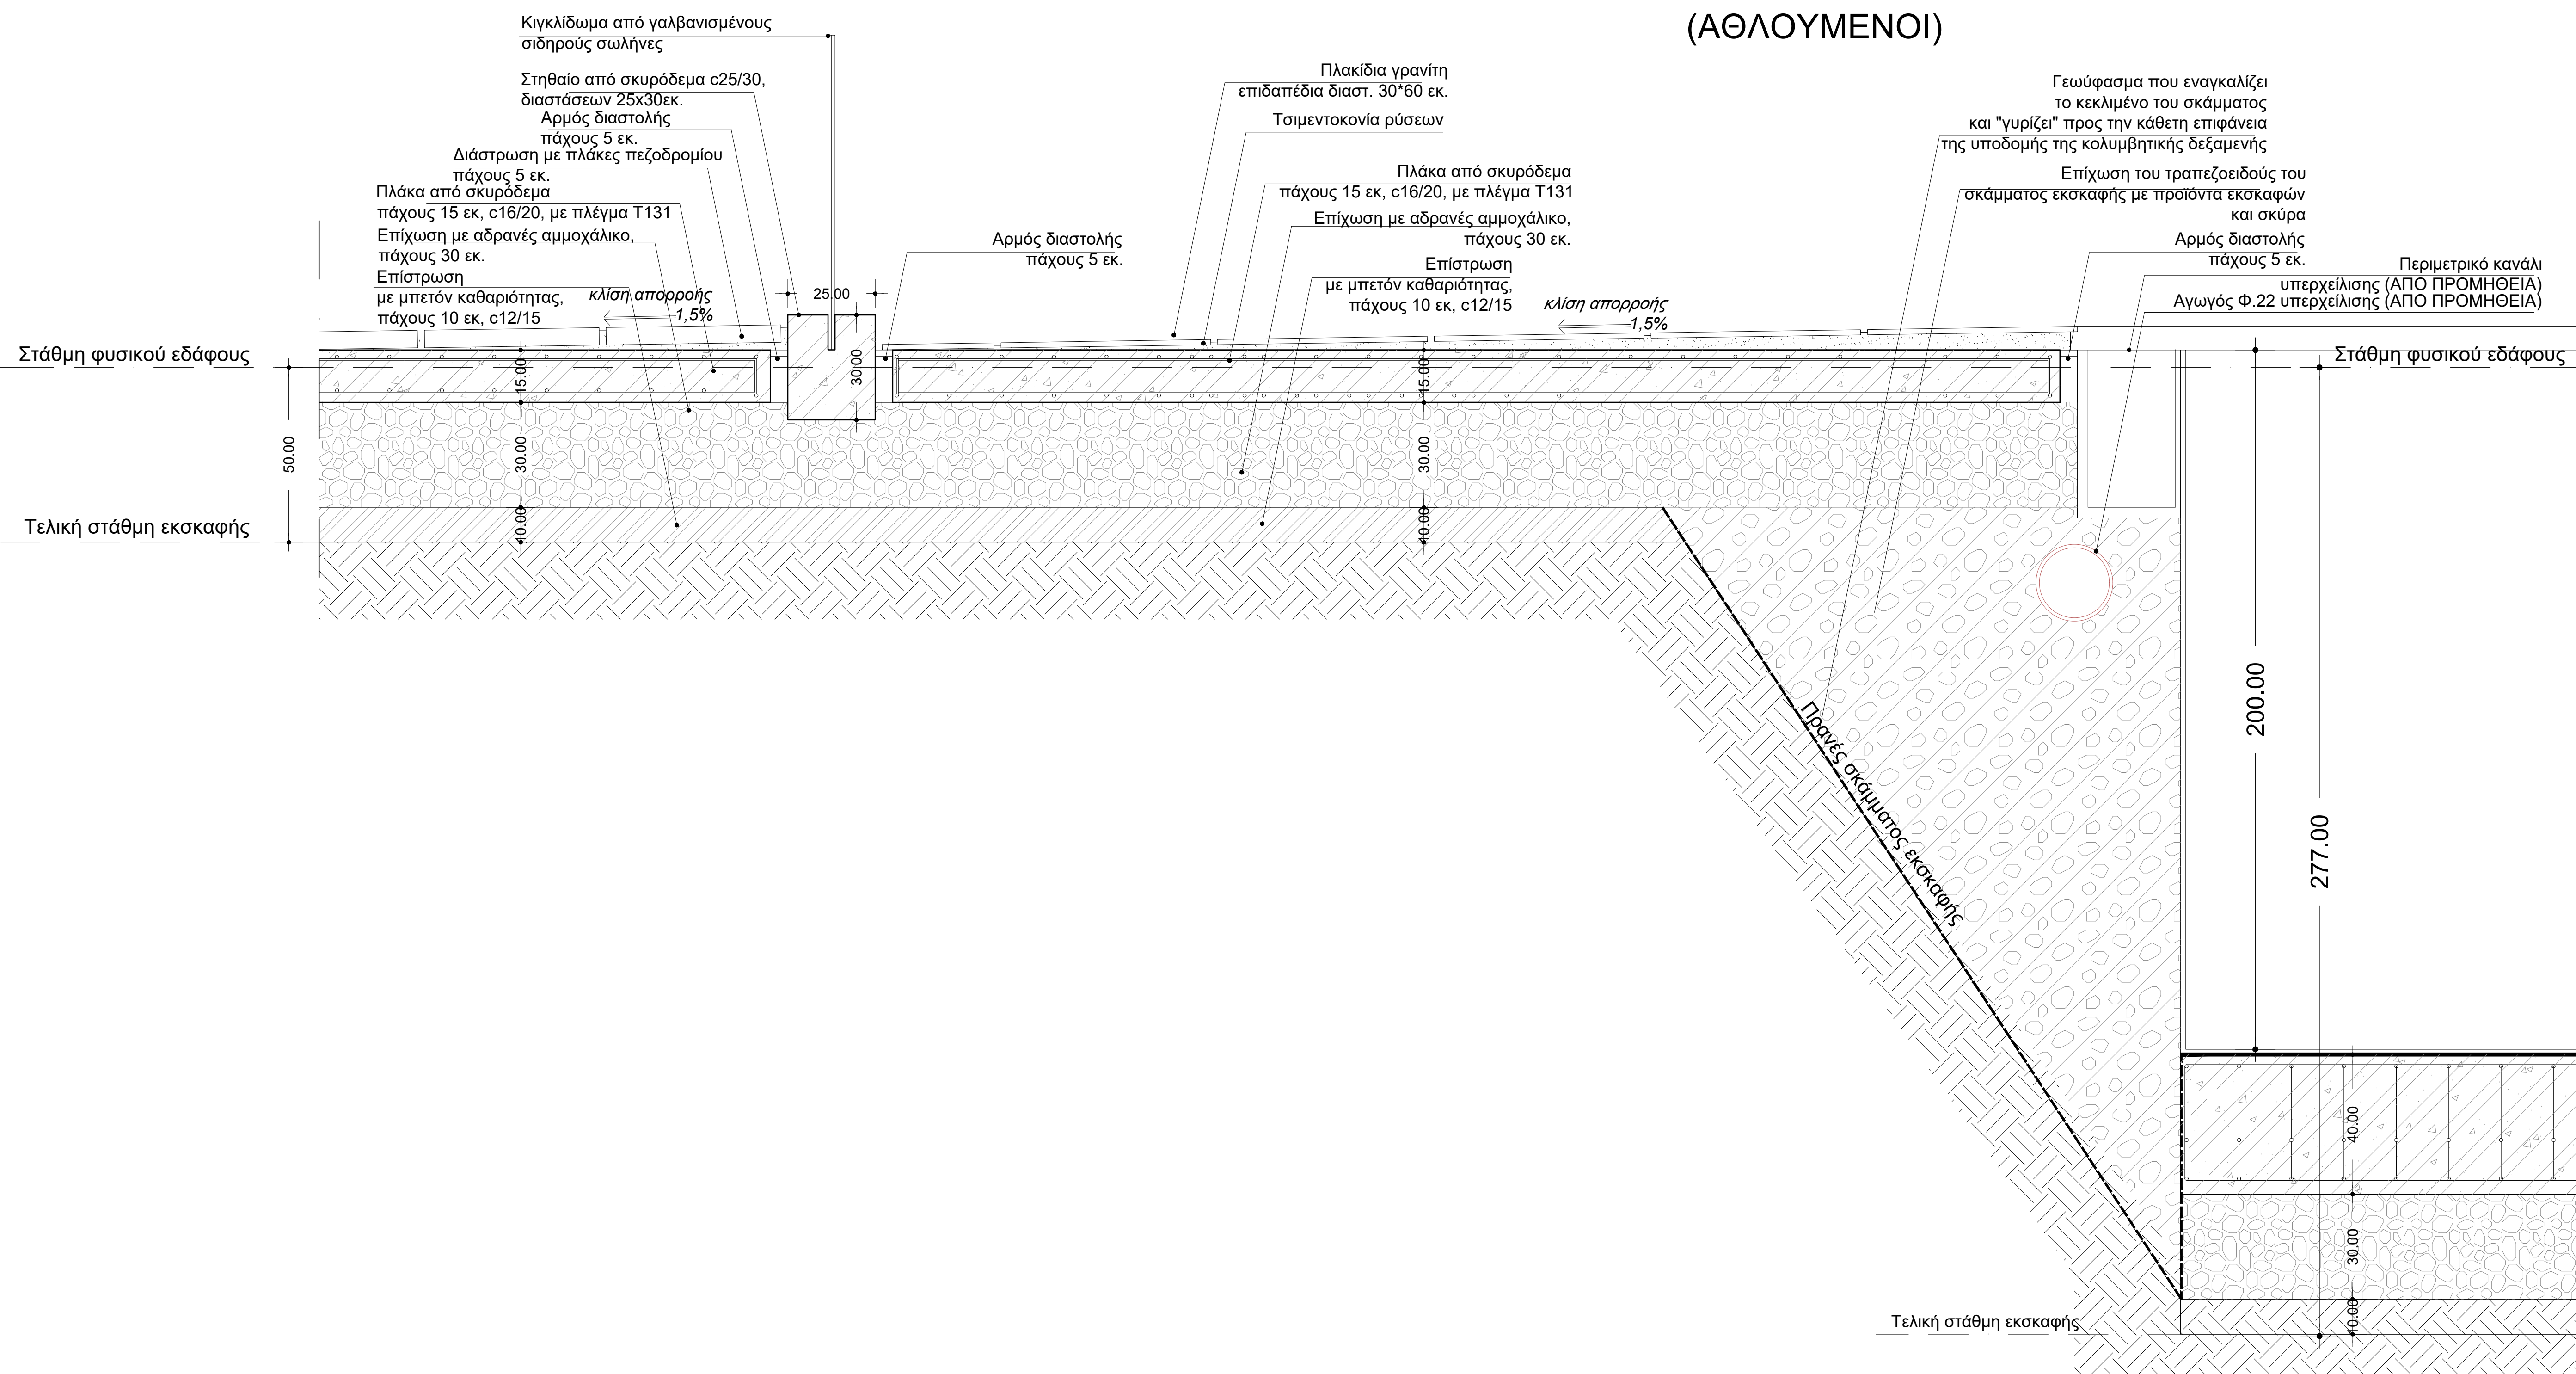 (ΑΘΛΟΥΜΕΝΟΙ)
Κιγκλίδωμα από γαλβανισμένους
σιδηρούς σωλήνες
Στηθαίο από σκυρόδεμα c25/30,
διαστάσεων 25x30εκ.
Αρμός διαστολής
πάχους 5 εκ.
Διάστρωση με πλάκες πεζοδρομίου
πάχους 5 εκ.
Πλάκα από σκυρόδεμα
πάχους 15 εκ, c16/20, με πλέγμα Τ131
Επίχωση με αδρανές αμμοχάλικο,
πάχους 30 εκ.
Επίστρωση
με μπετόν καθαριότητας,
πάχους 10 εκ, c12/15
κλίση απορροής
1,5%
Αρμός διαστολής
πάχους 5 εκ.
Πλακίδια γρανίτη
επιδαπέδια διαστ. 30*60 εκ.
Τσιμεντοκονία ρύσεων
Πλάκα από σκυρόδεμα
πάχους 15 εκ, c16/20, με πλέγμα Τ131
Επίχωση με αδρανές αμμοχάλικο,
πάχους 30 εκ.
Επίστρωση
με μπετόν καθαριότητας,
πάχους 10 εκ, c12/15
κλίση απορροής
1,5%
Γεωύφασμα που εναγκαλίζει
το κεκλιμένο του σκάμματος
και "γυρίζει" προς την κάθετη επιφάνεια
της υποδομής της κολυμβητικής δεξαμενής
Επίχωση του τραπεζοειδούς του
σκάμματος εκσκαφής με προϊόντα εκσκαφών
και σκύρα
Αρμός διαστολής
πάχους 5 εκ.
Περιμετρικό κανάλι
υπερχείλισης (ΑΠΟ ΠΡΟΜΗΘΕΙΑ)
Αγωγός Φ.22 υπερχείλισης (ΑΠΟ ΠΡΟΜΗΘΕΙΑ)
25.00
Στάθμη φυσικού εδάφους
Στάθμη φυσικού εδάφους
15.00
30.00
15.00
50.00
30.00
30.00
Τελική στάθμη εκσκαφής
10.00
10.00
200.00
277.00
Πρανές σκάμματος εκσκαφής
40.00
30.00
10.00
Τελική στάθμη εκσκαφής